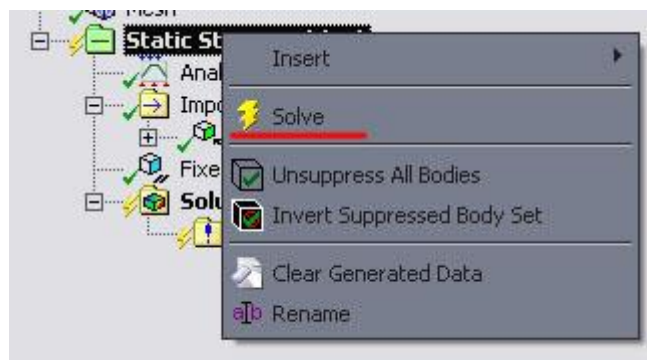 Mesh
Static St
Insert
Anal
Impo
Solve
Fixe
Unsuppress All Bodies
Solu
Invert Suppressed Body Set
Clear Generated Data
Rename